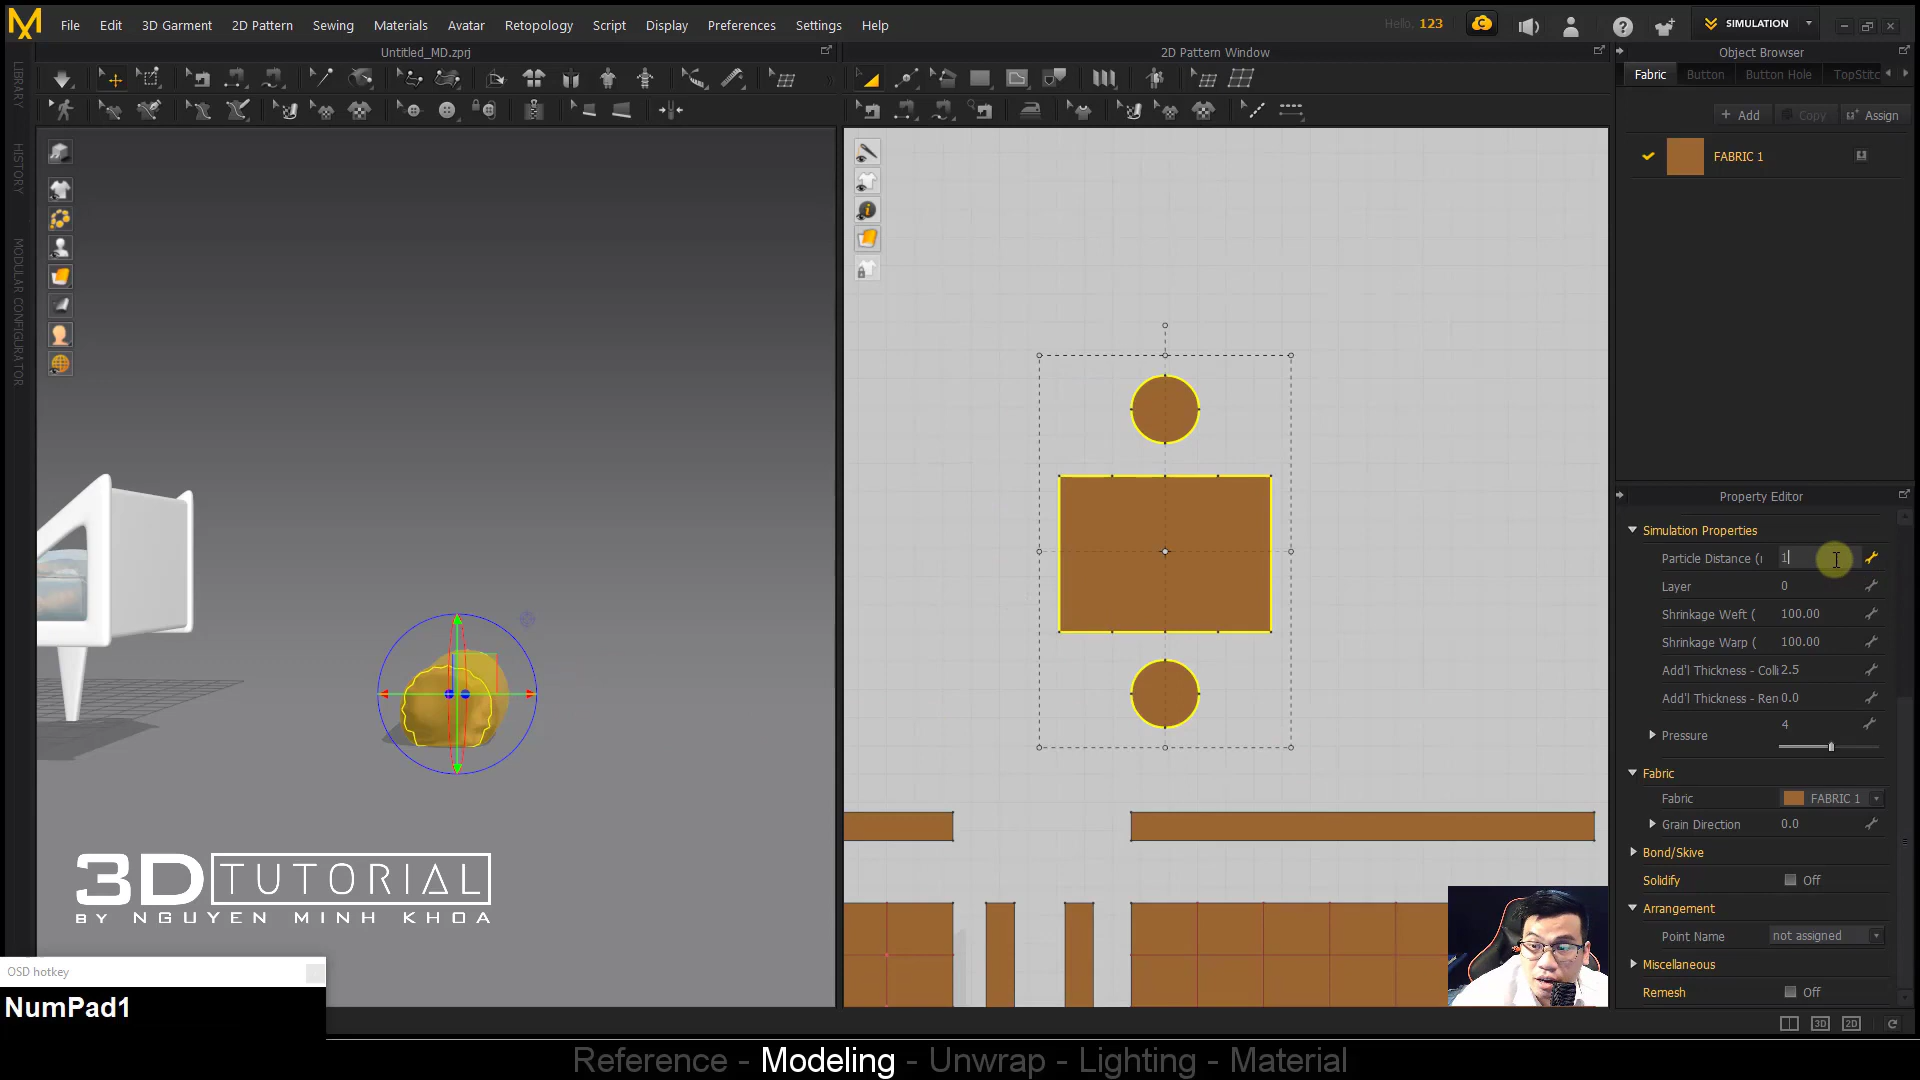 File Edit 3D Garment 2D Pattern Sewing Materials Avatar Retopology Script Display Preferences Settings Help
Hello, 123
SIMULATION
Untitled_MD.zprj
2D Pattern Window
Object Browser
Fabric Button Button Hole TopStitc
+ Add Copy Assign
FABRIC 1
LIBRARY
HISTORY
MODULAR CONFIGURATOR
Property Editor
Simulation Properties
Particle Distance ( 1
Layer 0
Shrinkage Weft ( 100.00
Shrinkage Warp ( 100.00
Add'l Thickness - Colli 2.5
Add'l Thickness - Ren 0.0
Pressure 4
Fabric
Fabric FABRIC 1
Grain Direction 0.0
Bond/Skive
Solidify Off
Arrangement
Point Name not assigned
Miscellaneous
Remesh Off
3D 2D
3D TUTORIAL
BY NGUYEN MINH KHOA
OSD hotkey
NumPad1
Reference - Modeling - Unwrap - Lighting - Material